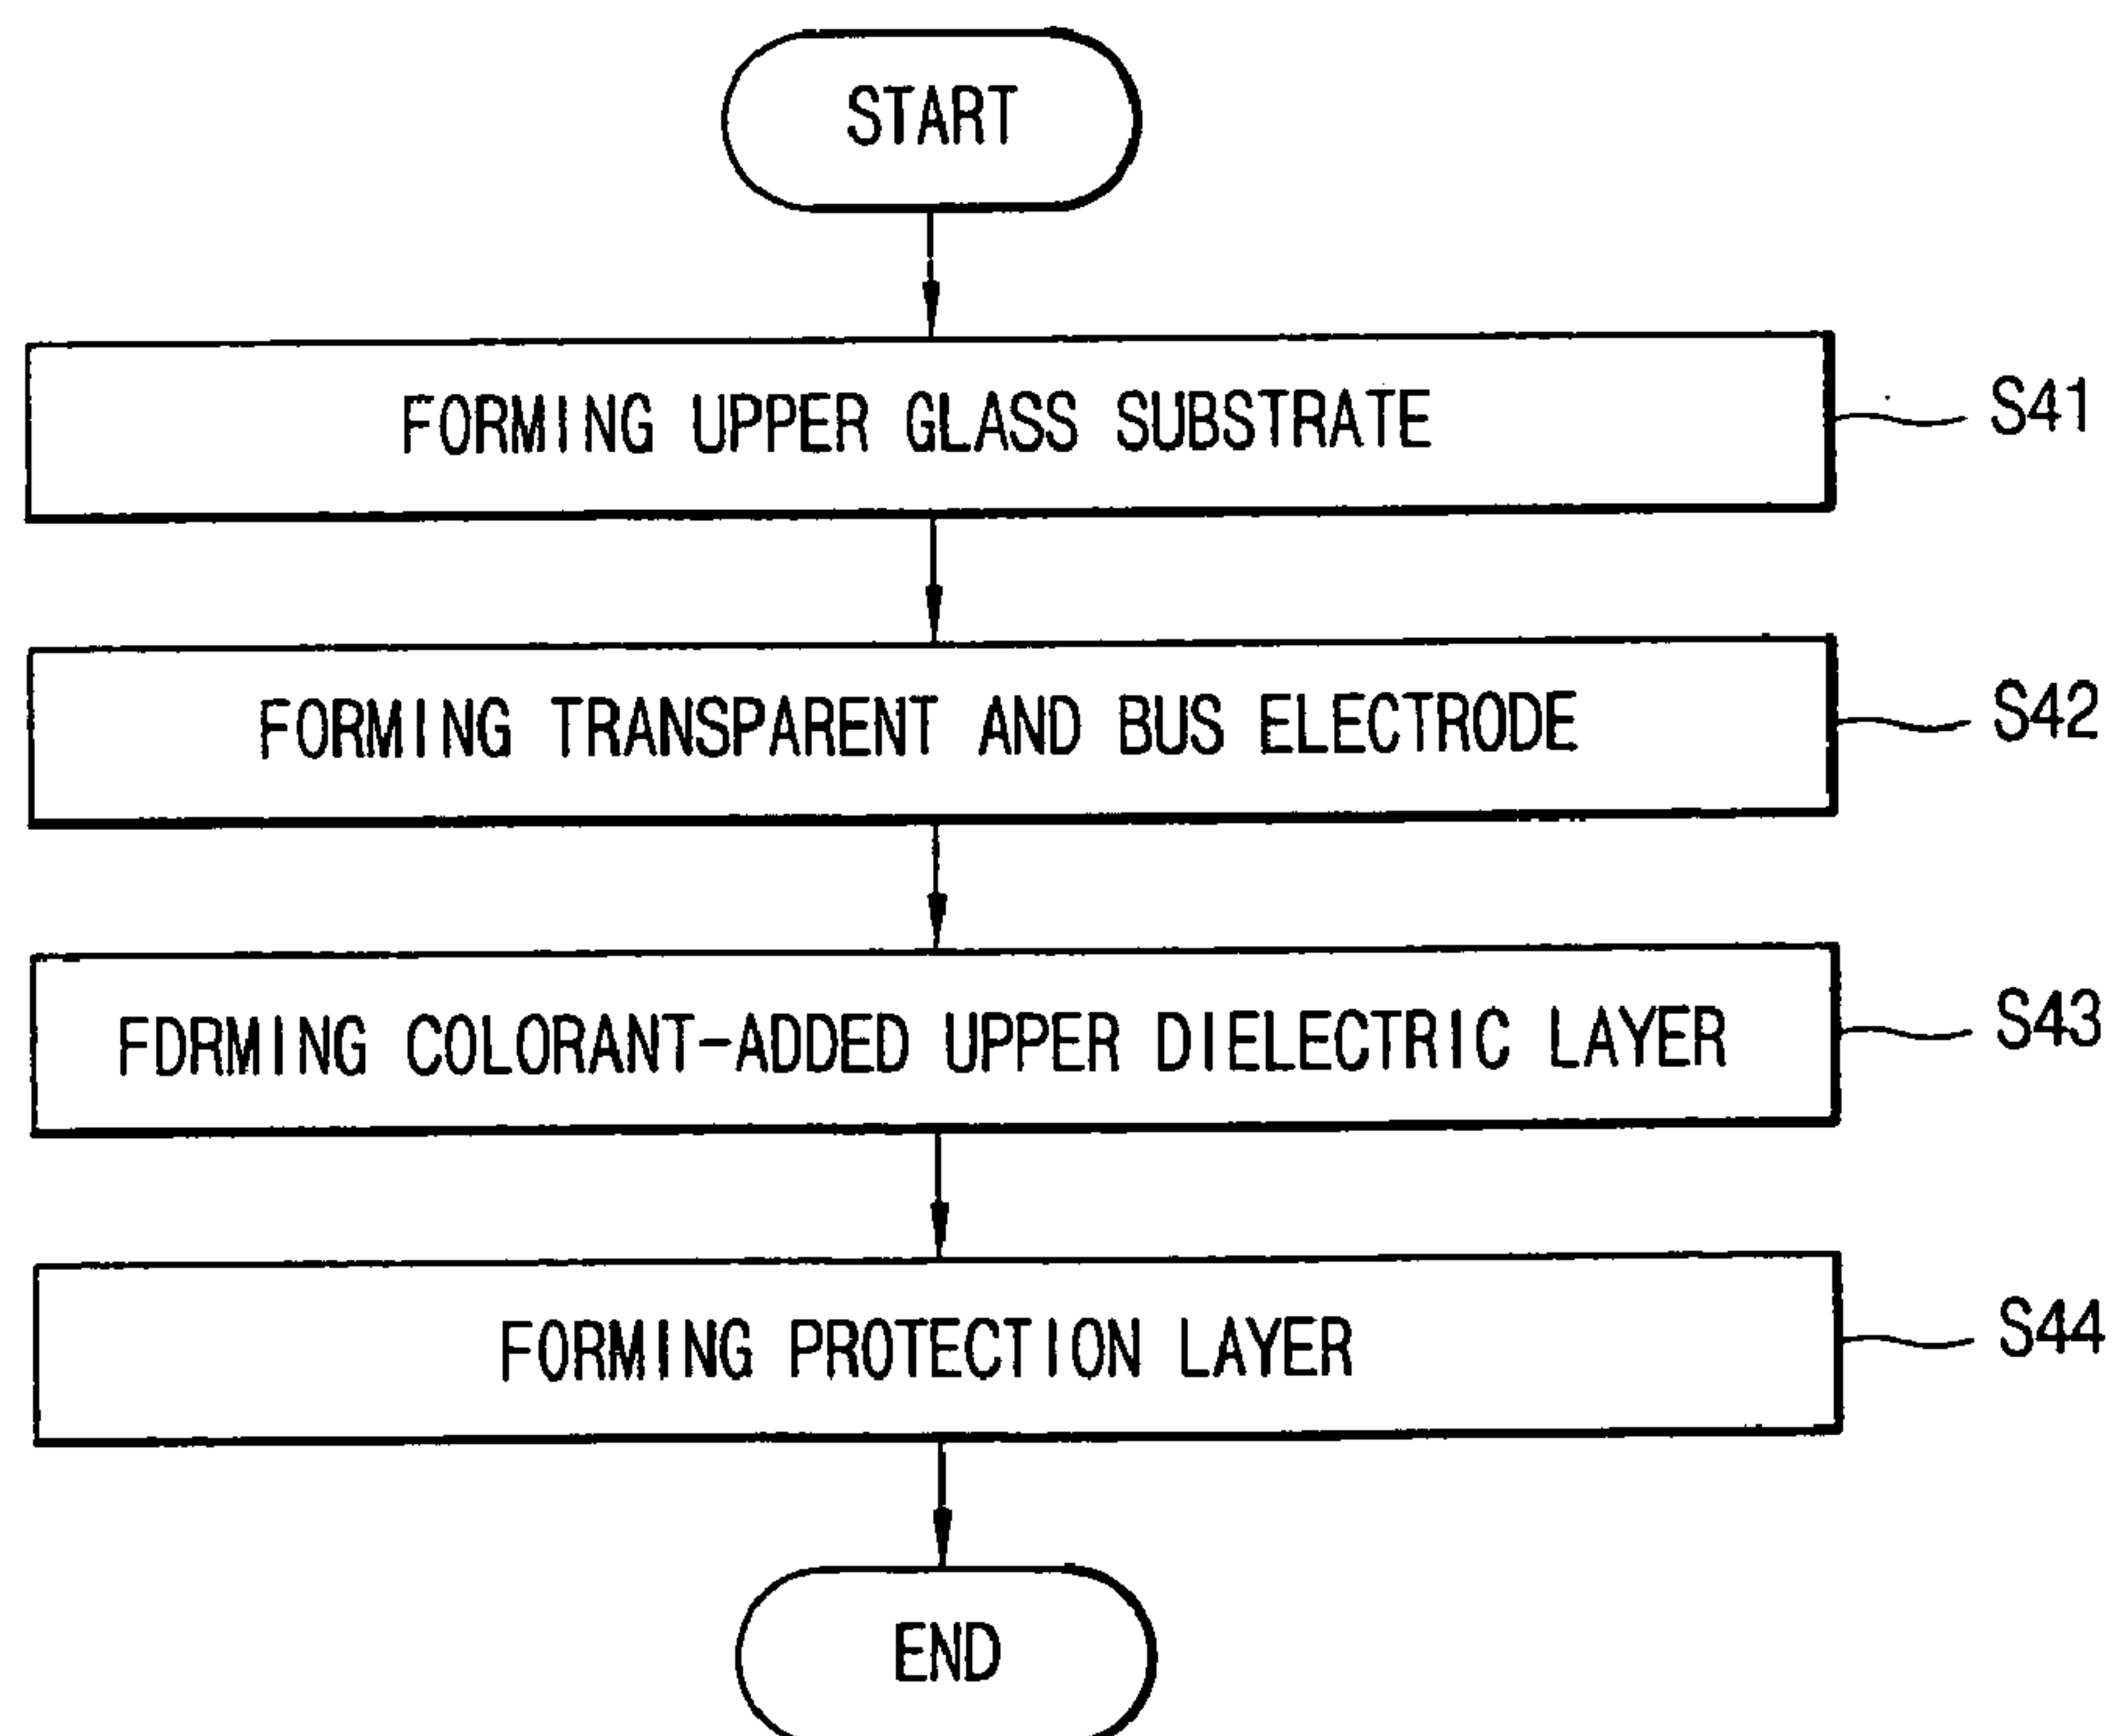 START
FORMING UPPER GLASS SUBSTRATE
S41
FORMING TRANSPARENT AND BUS ELECTRODE
S42
FDRMING COLORANT-ADDED UPPER DIELECTRIC LAYER
S43
FORMING PROTECTION LAYER
S44
END